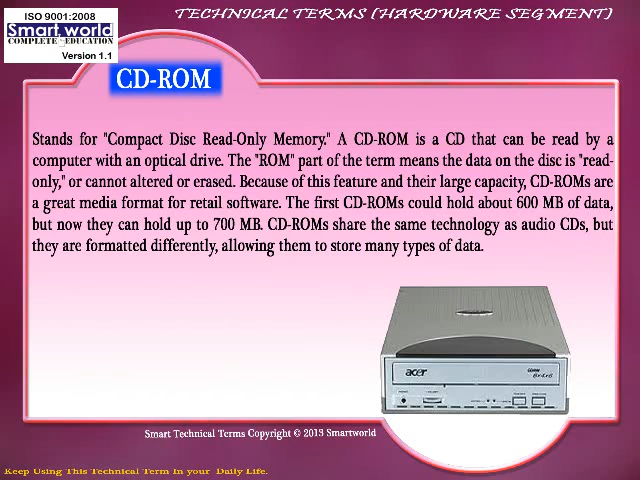 ISO 9001:2008
Smart world
COMPLETE EDUCATION
Version 1.1
TECHNICAL TERMS (HARDWARE SEGMENT)
CD-ROM
Stands for "Compact Disc Read-Only Memory." A CD-ROM is a CD that can be read by a
computer with an optical drive. The "ROM" part of the term means the data on the disc is "read-
only," or cannot altered or erased. Because of this feature and their large capacity, CD-ROMs are
a great media format for retail software. The first CD-ROMs could hold about 600 MB of data,
but now they can hold up to 700 MB. CD-ROMs share the same technology as audio CDs, but
they are formatted differently, allowing them to store many types of data.
acer
6x4x6
Smart Technical Terms Copyright © 2013 Smartworld
Keep Using This Technical Term In your Daily Life.